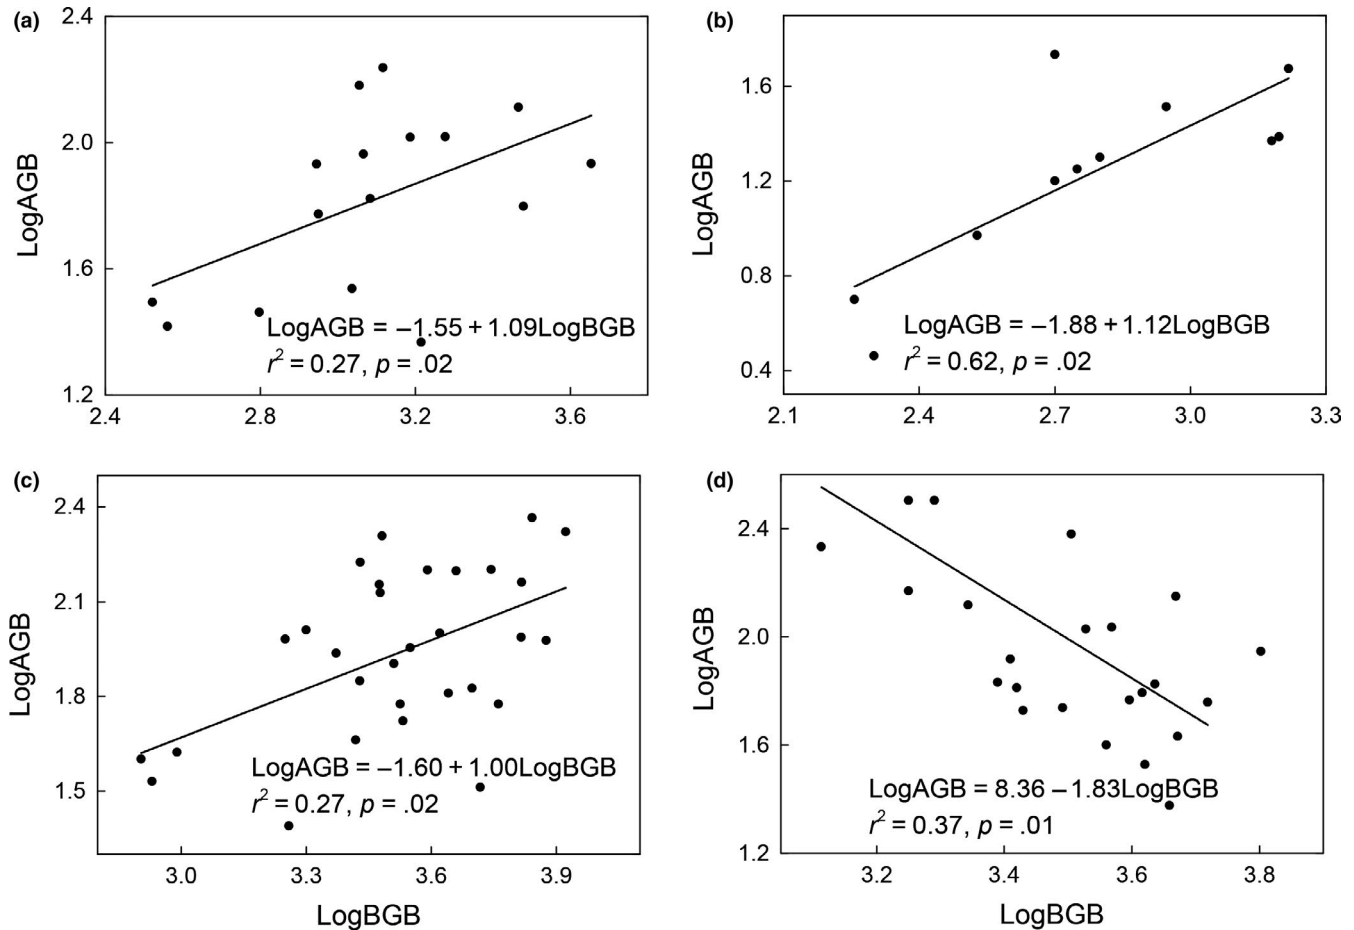 (a)
2.4
2.0
1.6
1.2
LogAGB
LogAGB = –1.55 + 1.09LogBGB
r² = 0.27, p = .02
2.4 2.8 3.2 3.6
(b)
1.6
1.2
0.8
0.4
LogAGB
LogAGB = –1.88 + 1.12LogBGB
r² = 0.62, p = .02
2.1 2.4 2.7 3.0 3.3
(c)
2.4
2.1
1.8
1.5
LogAGB
LogAGB = –1.60 + 1.00LogBGB
r² = 0.27, p = .02
3.0 3.3 3.6 3.9
LogBGB
(d)
2.4
2.0
1.6
1.2
LogAGB
LogAGB = 8.36 – 1.83LogBGB
r² = 0.37, p = .01
3.2 3.4 3.6 3.8
LogBGB